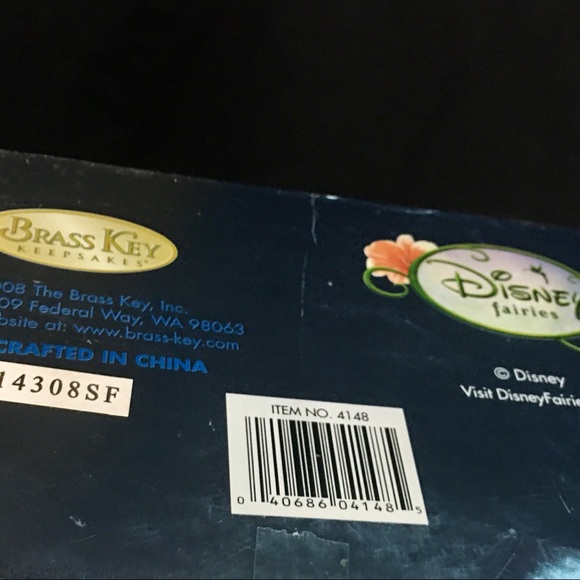 BRASS KEY
KEEPSAKES
08 The Brass Key, Inc.
09 Federal Way, WA 98063
bsite at: www.brass-key.com
CRAFTED IN CHINA
14308SF
ITEM NO. 4148
0 40686 04148 5
DISNEY
fairies
© Disney
Visit DisneyFairie